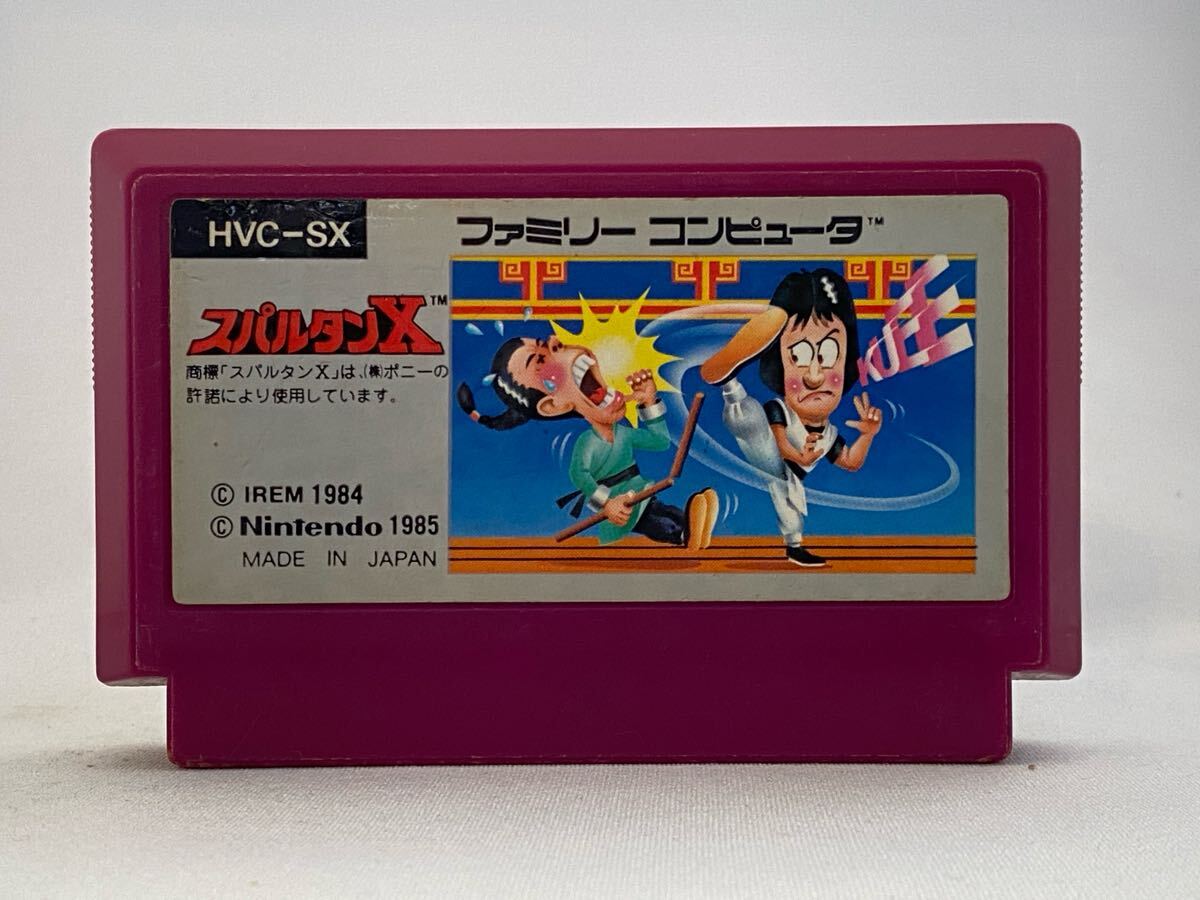 HVC-SX
ファミリー コンピュータ™
スパルタンX™
商標「スパルタンX」は、(株)ポニーの
許諾により使用しています。
© IREM 1984
© Nintendo 1985
MADE IN JAPAN
KUEEE